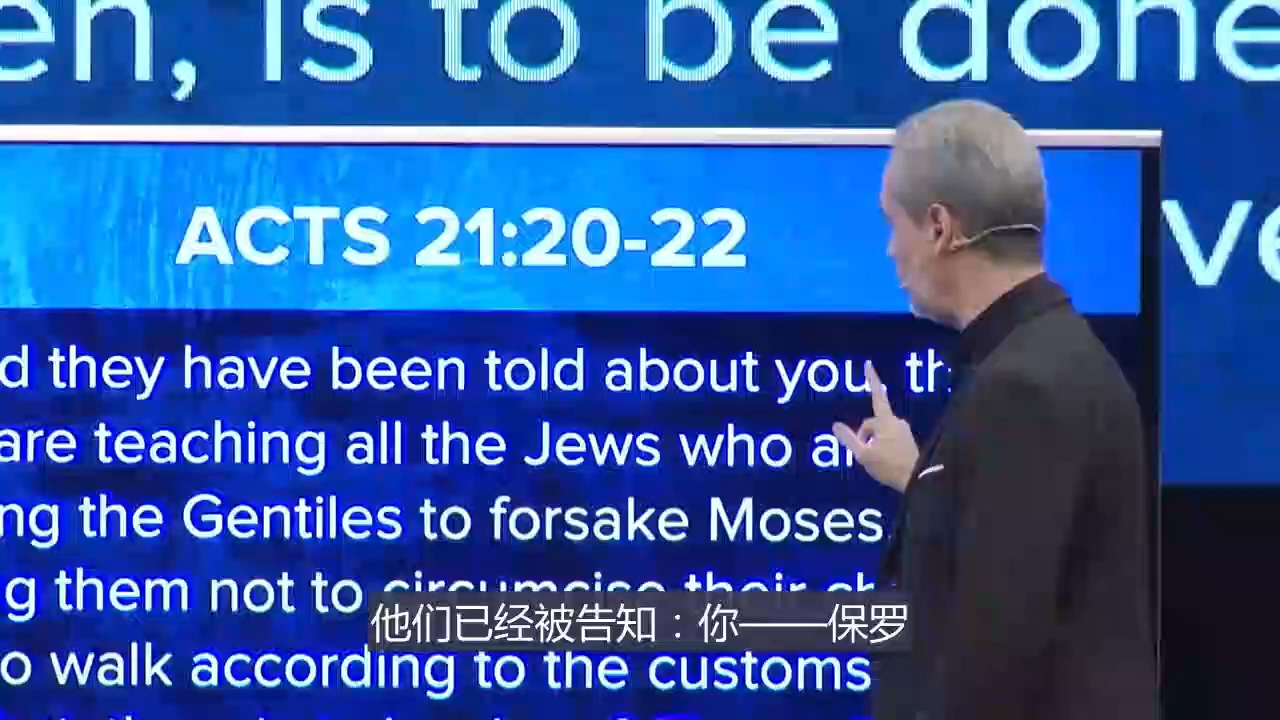 en, is to be done
ACTS 21:20-22
they have been told about you,
are teaching all the Jews who
the Gentiles to forsake Moses
them not to circumcise their
他们已经被告知：你——保罗
walk according to the customs